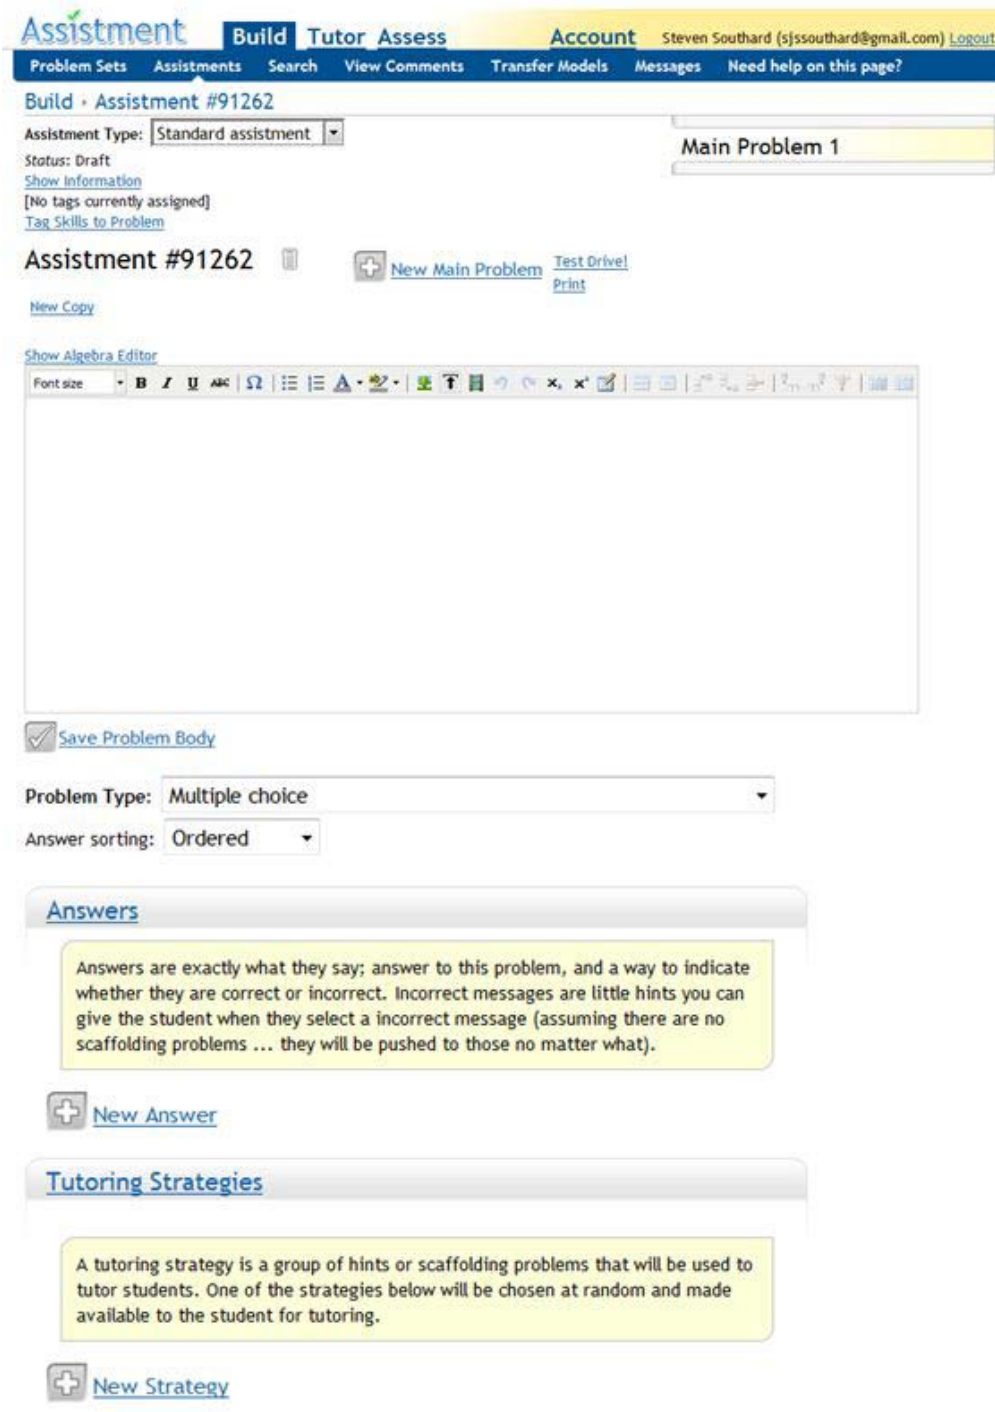 Assistment Build Tutor Assess Account Steven Southard (sjssouthard@gmail.com) Logout
Problem Sets Assistments Search View Comments Transfer Models Messages Need help on this page?
Build › Assistment #91262
Assistment Type: Standard assistment
Main Problem 1
Status: Draft
Show Information
[No tags currently assigned]
Tag Skills to Problem
Assistment #91262 New Main Problem Test Drive!
Print
New Copy
Show Algebra Editor
Font size B I U ABC Ω A T x, x²
Save Problem Body
Problem Type: Multiple choice
Answer sorting: Ordered
Answers
Answers are exactly what they say; answer to this problem, and a way to indicate
whether they are correct or incorrect. Incorrect messages are little hints you can
give the student when they select a incorrect message (assuming there are no
scaffolding problems ... they will be pushed to those no matter what).
New Answer
Tutoring Strategies
A tutoring strategy is a group of hints or scaffolding problems that will be used to
tutor students. One of the strategies below will be chosen at random and made
available to the student for tutoring.
New Strategy